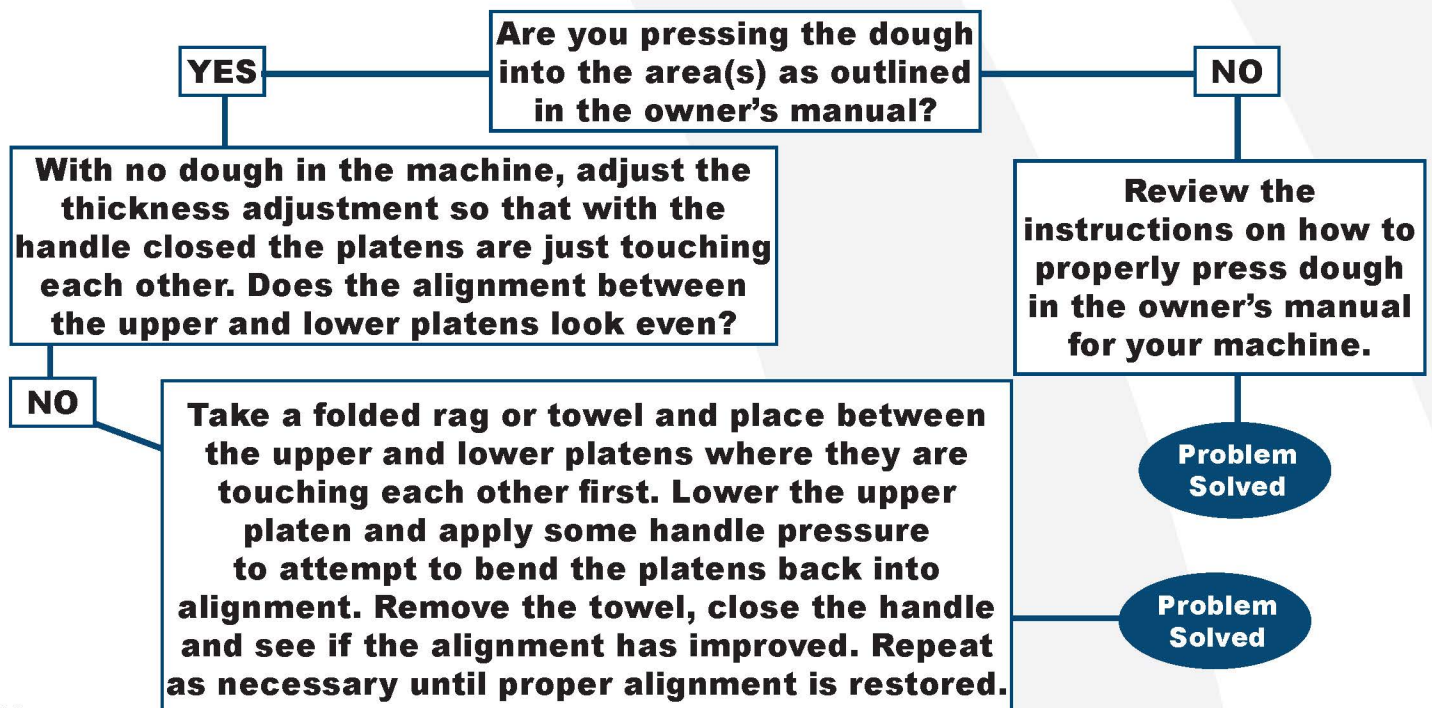 Are you pressing the dough
into the area(s) as outlined
in the owner’s manual?
YES
NO
With no dough in the machine, adjust the
thickness adjustment so that with the
handle closed the platens are just touching
each other. Does the alignment between
the upper and lower platens look even?
Review the
instructions on how to
properly press dough
in the owner’s manual
for your machine.
NO
Take a folded rag or towel and place between
the upper and lower platens where they are
touching each other first. Lower the upper
platen and apply some handle pressure
to attempt to bend the platens back into
alignment. Remove the towel, close the handle
and see if the alignment has improved. Repeat
as necessary until proper alignment is restored.
Problem
Solved
Problem
Solved